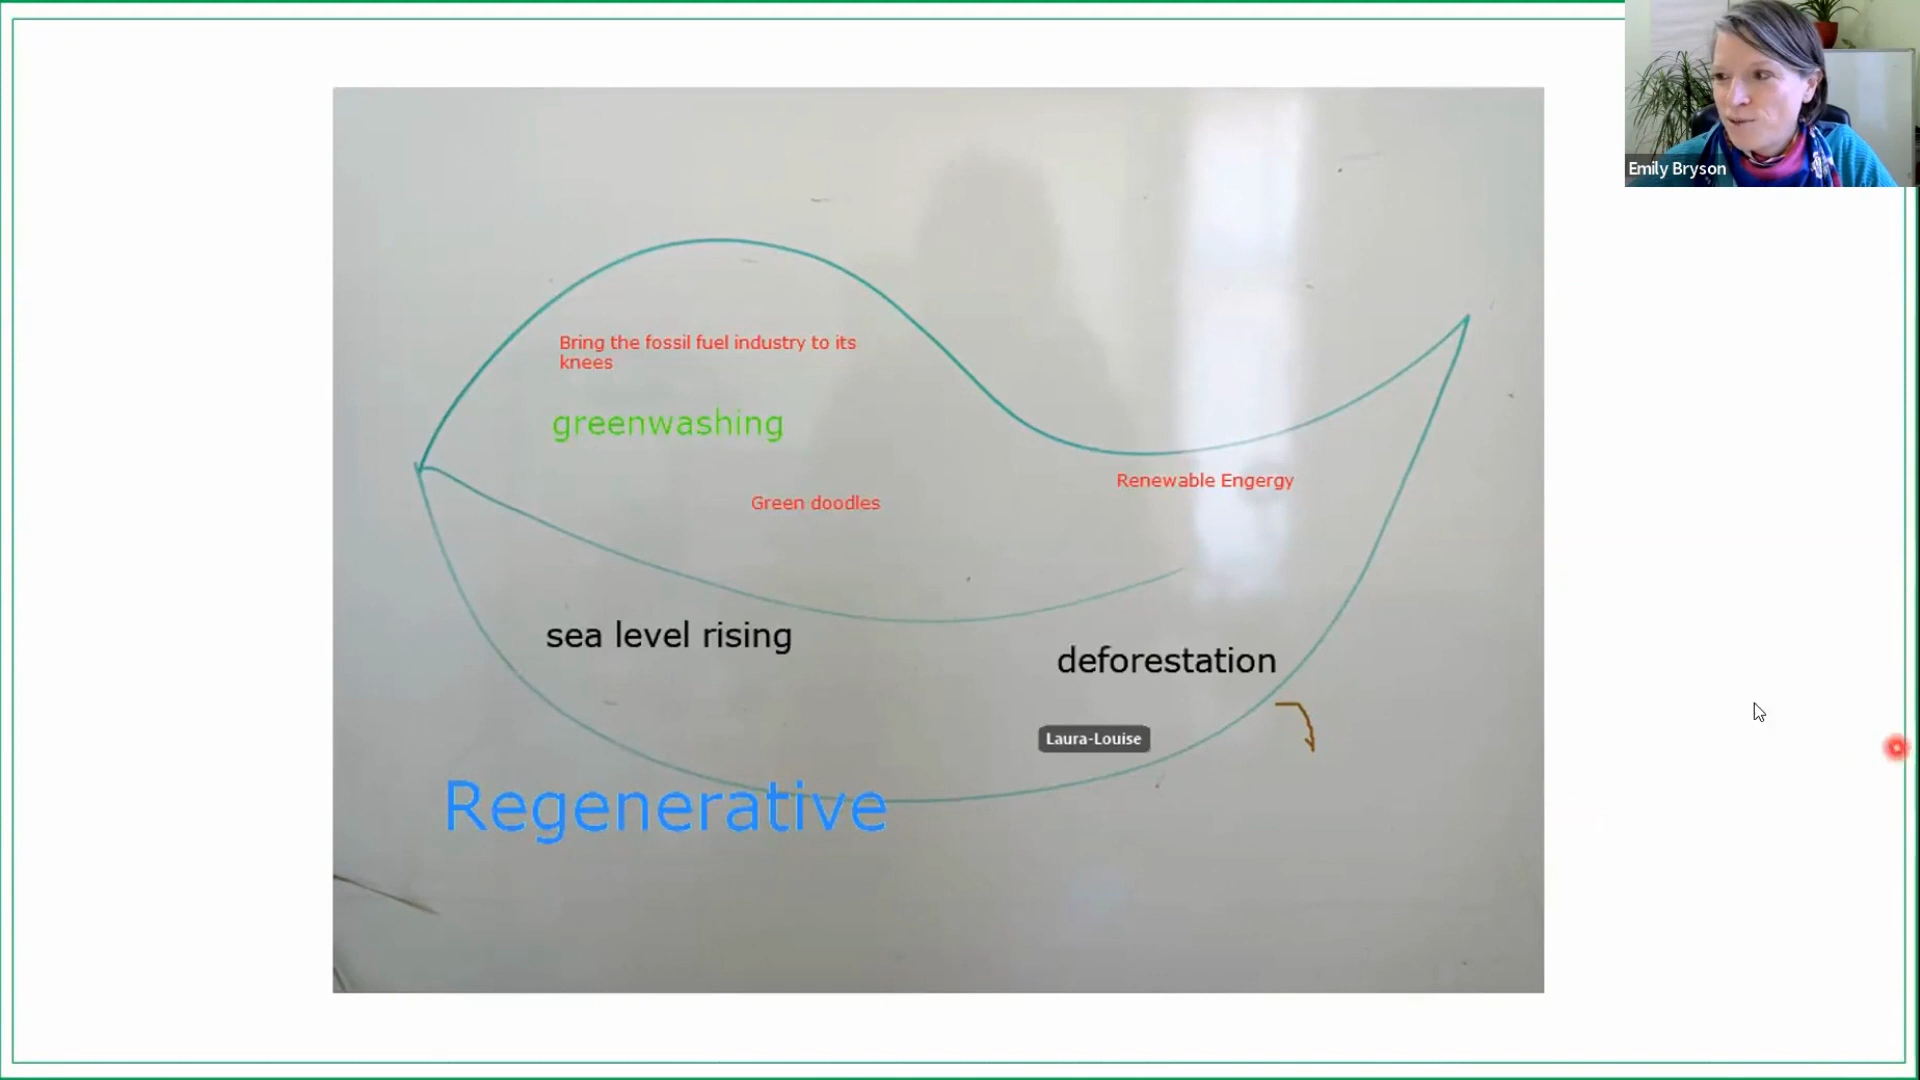 Emily Bryson
Bring the fossil fuel industry to its
knees
greenwashing
Renewable Engergy
Green doodles
sea level rising
deforestation
Laura-Louise
Regenerative